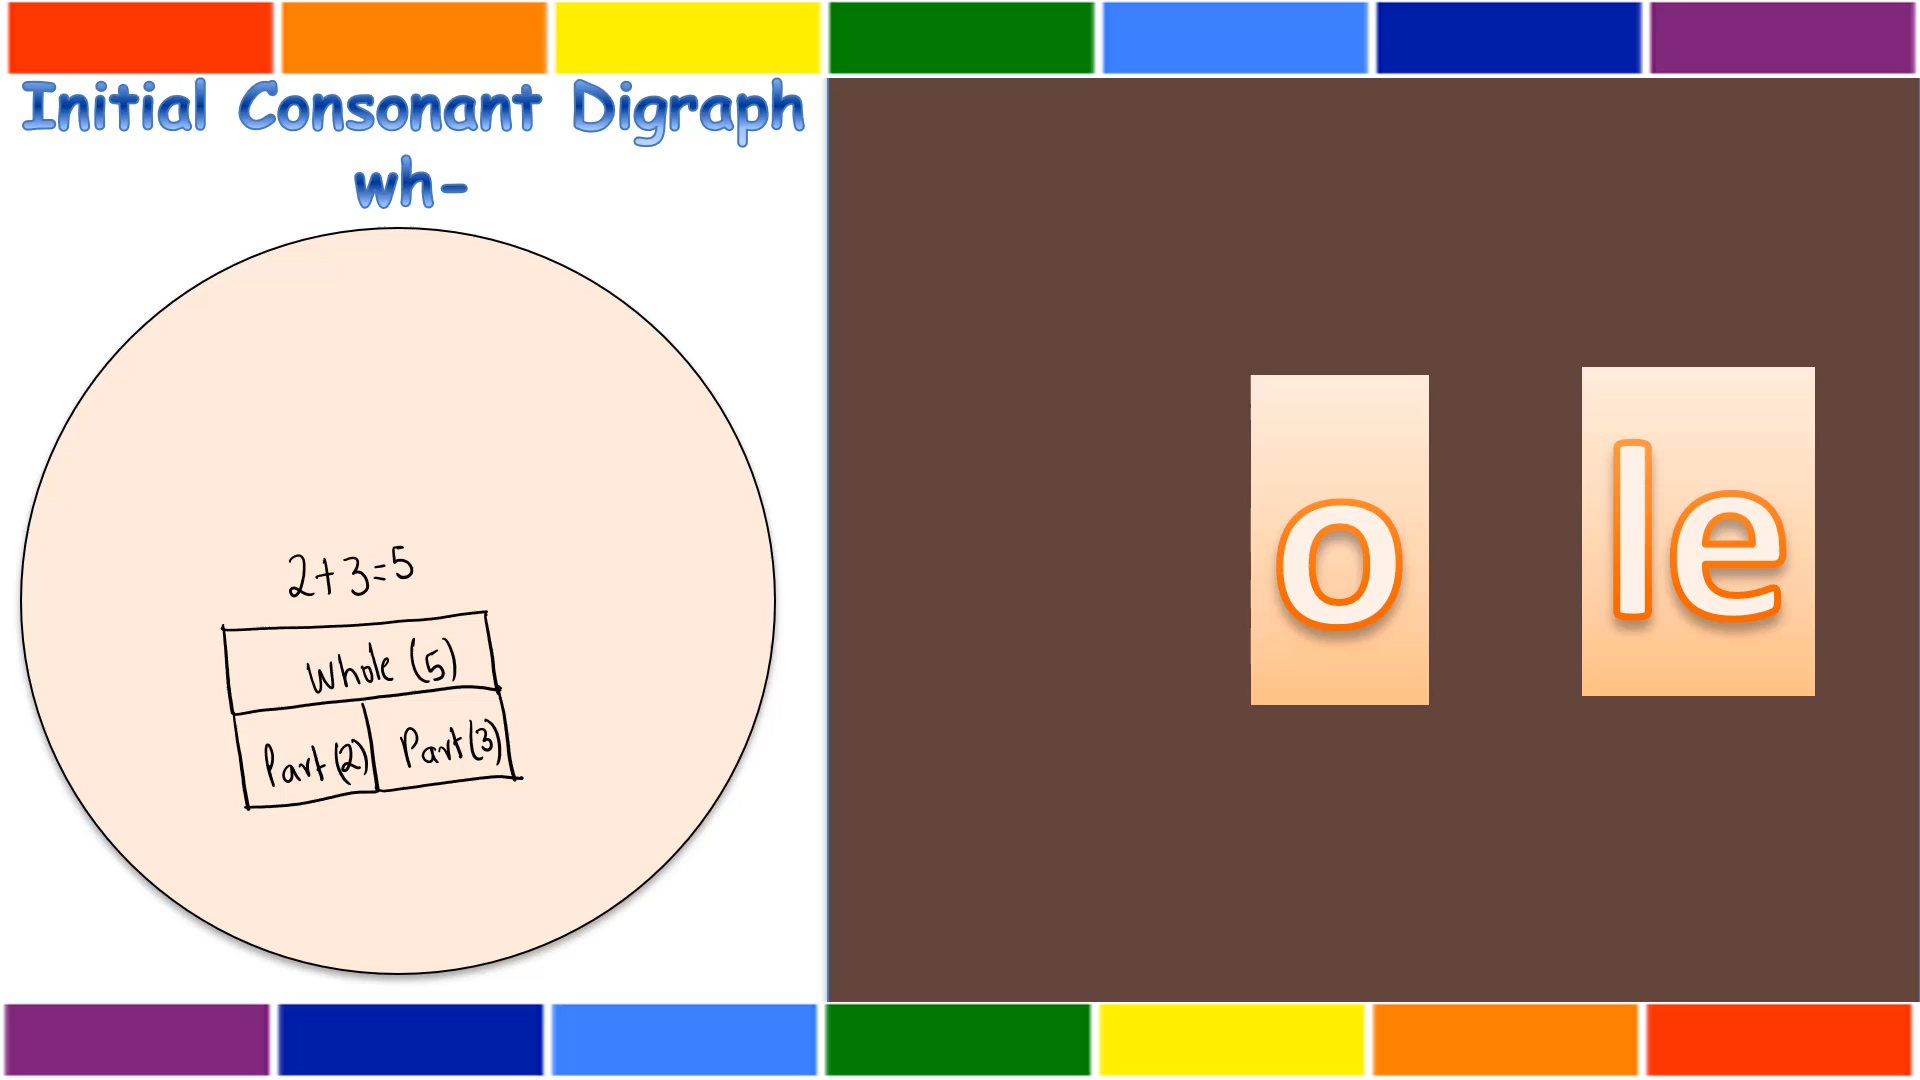 Initial Consonant Digraph
wh-
2+3=5
Whole (5)
Part (2) Part (3)
o le